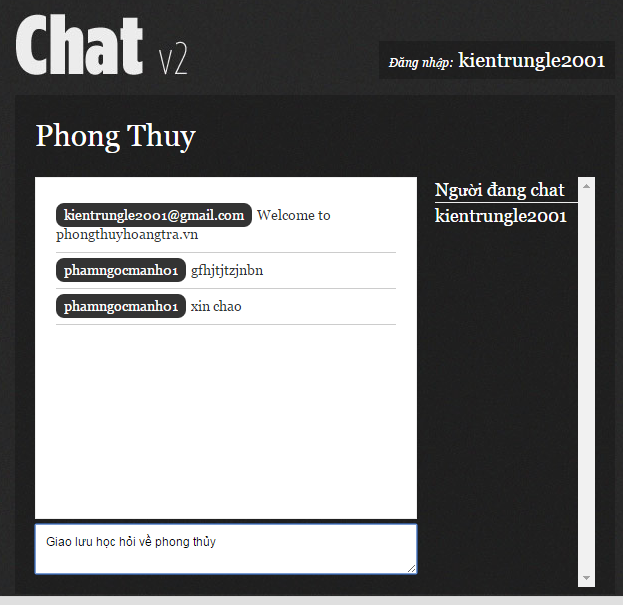 Chat v2
Đăng nhập: kientrungle2001
Phong Thuy
kientrungle2001@gmail.com Welcome to
phongthuyhoangtra.vn
phamngocmanh01 gfhjtjtzjnbn
phamngocmanh01 xin chao
Giao lưu học hỏi về phong thủy
Người đang chat
kientrungle2001